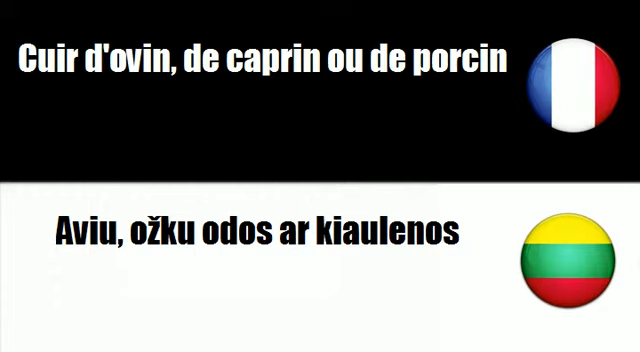 Cuir d'ovin, de caprin ou de porcin
Aviu, ožku odos ar kiaulenos